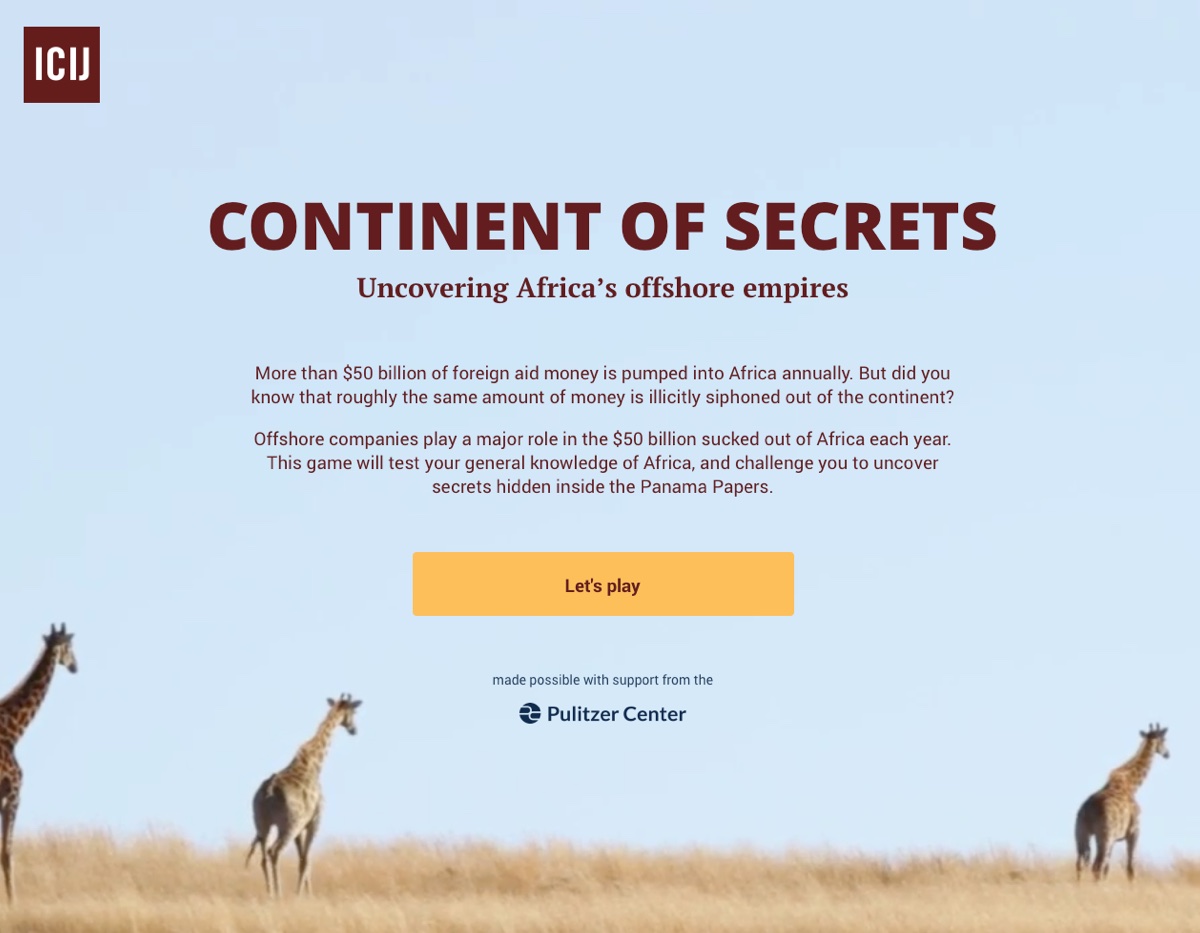 ICIJ
CONTINENT OF SECRETS
Uncovering Africa’s offshore empires
More than $50 billion of foreign aid money is pumped into Africa annually. But did you
know that roughly the same amount of money is illicitly siphoned out of the continent?
Offshore companies play a major role in the $50 billion sucked out of Africa each year.
This game will test your general knowledge of Africa, and challenge you to uncover
secrets hidden inside the Panama Papers.
Let's play
made possible with support from the
Pulitzer Center